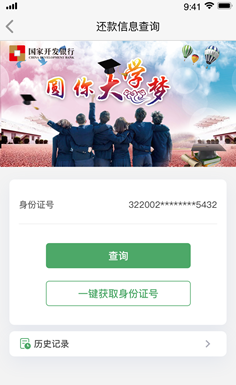 9:41
还款信息查询
国家开发银行
CHINA DEVELOPMENT BANK
圆你大学梦
身份证号 322002********5432
查询
一键获取身份证号
历史记录